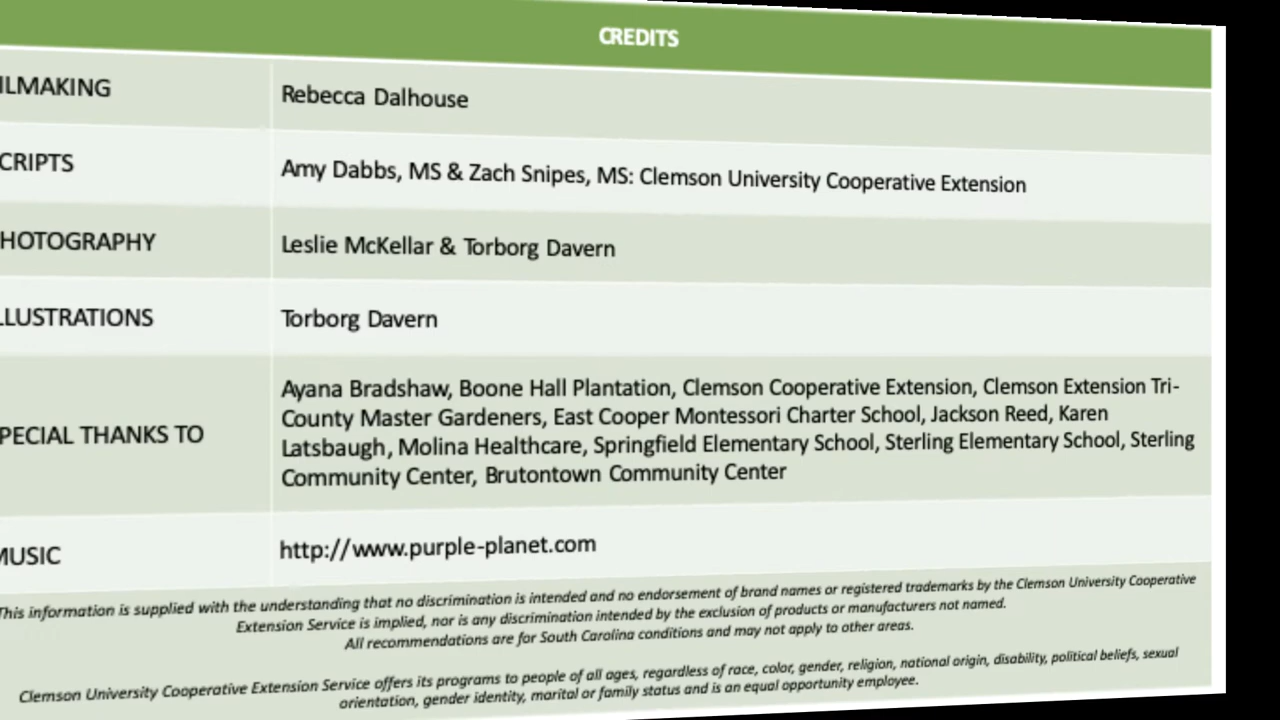 CREDITS
ILMAKING
Rebecca Dalhouse
CRIPTS
Amy Dabbs, MS & Zach Snipes, MS: Clemson University Cooperative Extension
HOTOGRAPHY
Leslie McKellar & Torborg Davern
LLUSTRATIONS
Torborg Davern
PECIAL THANKS TO
Ayana Bradshaw, Boone Hall Plantation, Clemson Cooperative Extension, Clemson Extension Tri-
County Master Gardeners, East Cooper Montessori Charter School, Jackson Reed, Karen
Latsbaugh, Molina Healthcare, Springfield Elementary School, Sterling Elementary School, Sterling
Community Center, Brutontown Community Center
MUSIC
http://www.purple-planet.com
This information is supplied with the understanding that no discrimination is intended and no endorsement of brand names or registered trademarks by the Clemson University Cooperative
Extension Service is implied, nor is any discrimination intended by the exclusion of products or manufacturers not named.
All recommendations are for South Carolina conditions and may not apply to other areas.
Clemson University Cooperative Extension Service offers its programs to people of all ages, regardless of race, color, gender, religion, national origin, disability, political beliefs, sexual
orientation, gender identity, marital or family status and is an equal opportunity employee.